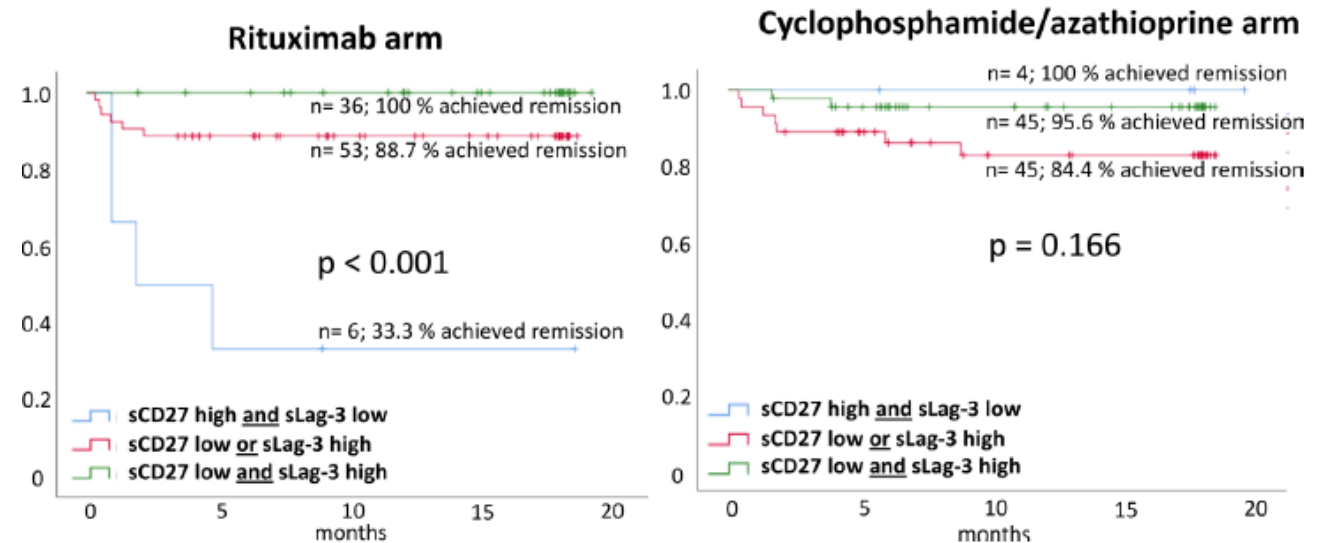 Rituximab arm
1.0
0.8
0.6
0.4
0.2
0
n= 36; 100 % achieved remission
n= 53; 88.7 % achieved remission
p < 0.001
n= 6; 33.3 % achieved remission
sCD27 high and sLag-3 low
sCD27 low or sLag-3 high
sCD27 low and sLag-3 high
0 5 10 15 20
months
Cyclophosphamide/azathioprine arm
1.0
0.8
0.6
0.4
0.2
0
n= 4; 100 % achieved remission
n= 45; 95.6 % achieved remission
n= 45; 84.4 % achieved remission
p = 0.166
sCD27 high and sLag-3 low
sCD27 low or sLag-3 high
sCD27 low and sLag-3 high
0 5 10 15 20
months